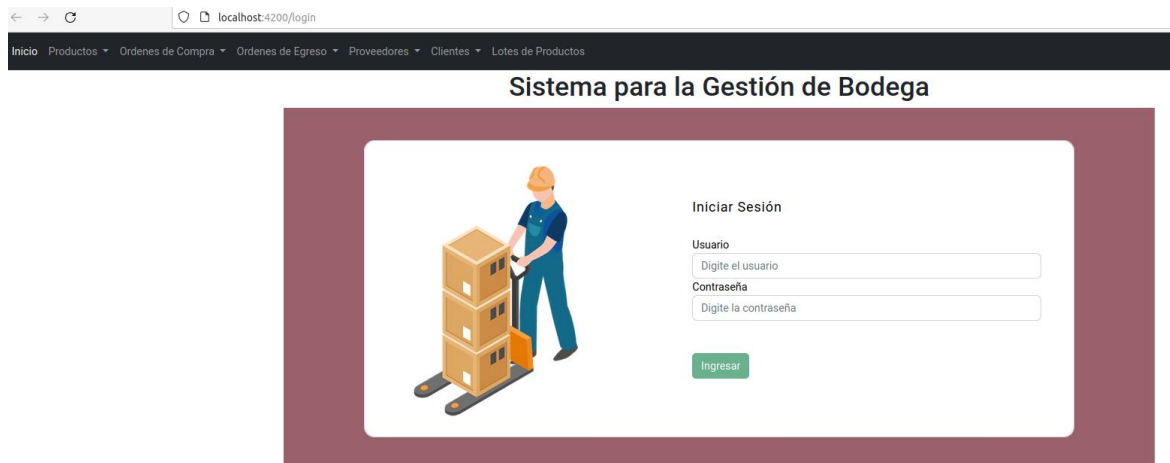 localhost:4200/login
Inicio Productos Ordenes de Compra Ordenes de Egreso Proveedores Clientes Lotes de Productos
Sistema para la Gestión de Bodega
Iniciar Sesión
Usuario
Digite el usuario
Contraseña
Digite la contraseña
Ingresar